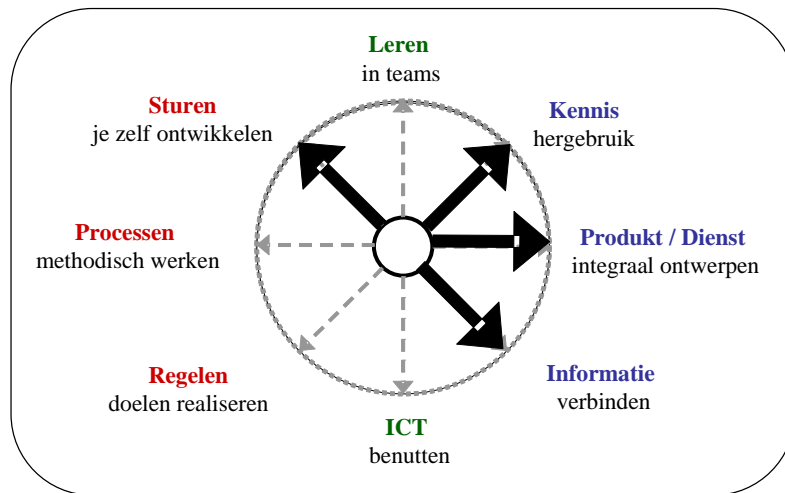 Leren
in teams
Sturen
je zelf ontwikkelen
Kennis
hergebruik
Processen
methodisch werken
Produkt / Dienst
integraal ontwerpen
Regelen
doelen realiseren
Informatie
verbinden
ICT
benutten